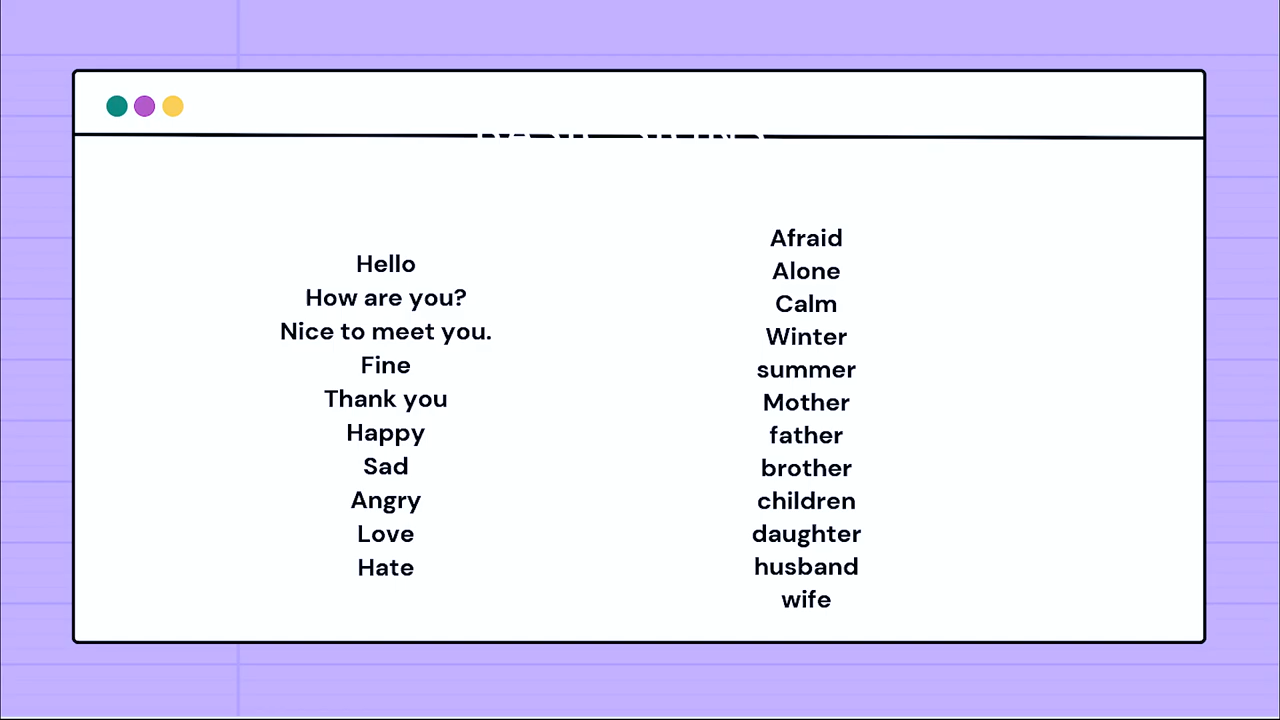 Hello
How are you?
Nice to meet you.
Fine
Thank you
Happy
Sad
Angry
Love
Hate
Afraid
Alone
Calm
Winter
summer
Mother
father
brother
children
daughter
husband
wife